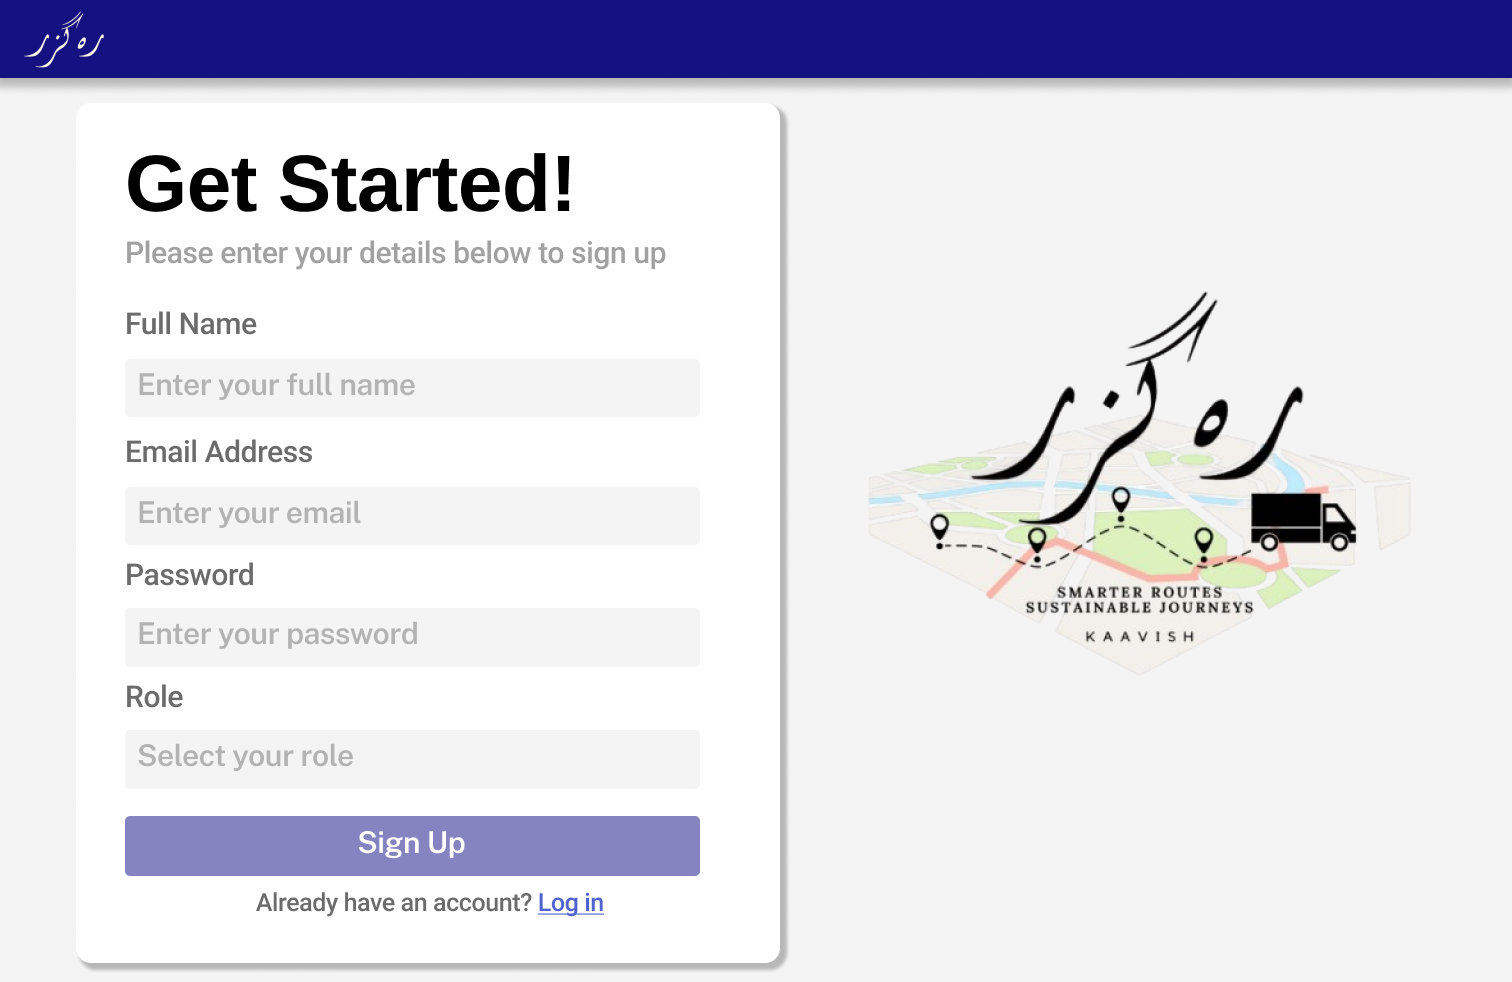 ره گزر
Get Started!
Please enter your details below to sign up
Full Name
Enter your full name
Email Address
Enter your email
Password
Enter your password
Role
Select your role
Sign Up
Already have an account? Log in
ره گزر
SMARTER ROUTES
SUSTAINABLE JOURNEYS
KAAVISH